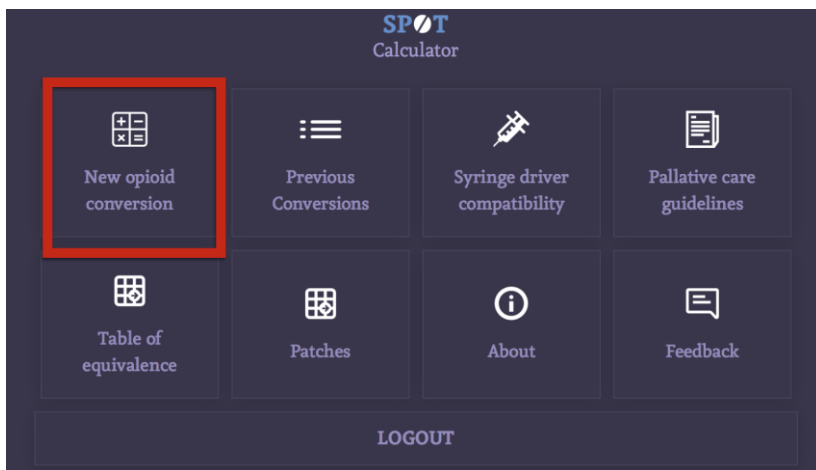 SPOT
Calculator
New opioid
conversion
Previous
Conversions
Syringe driver
compatibility
Pallative care
guidelines
Table of
equivalence
Patches
About
Feedback
LOGOUT